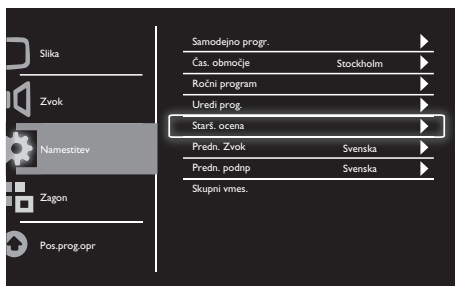 Slika
Zvok
Namestitev
Zagon
Pos.prog.opr
Samodejno progr.
Čas. območje Stockholm
Ročni program
Uredi prog.
Starš. ocena
Predn. Zvok Svenska
Predn. podnp Svenska
Skupni vmes.